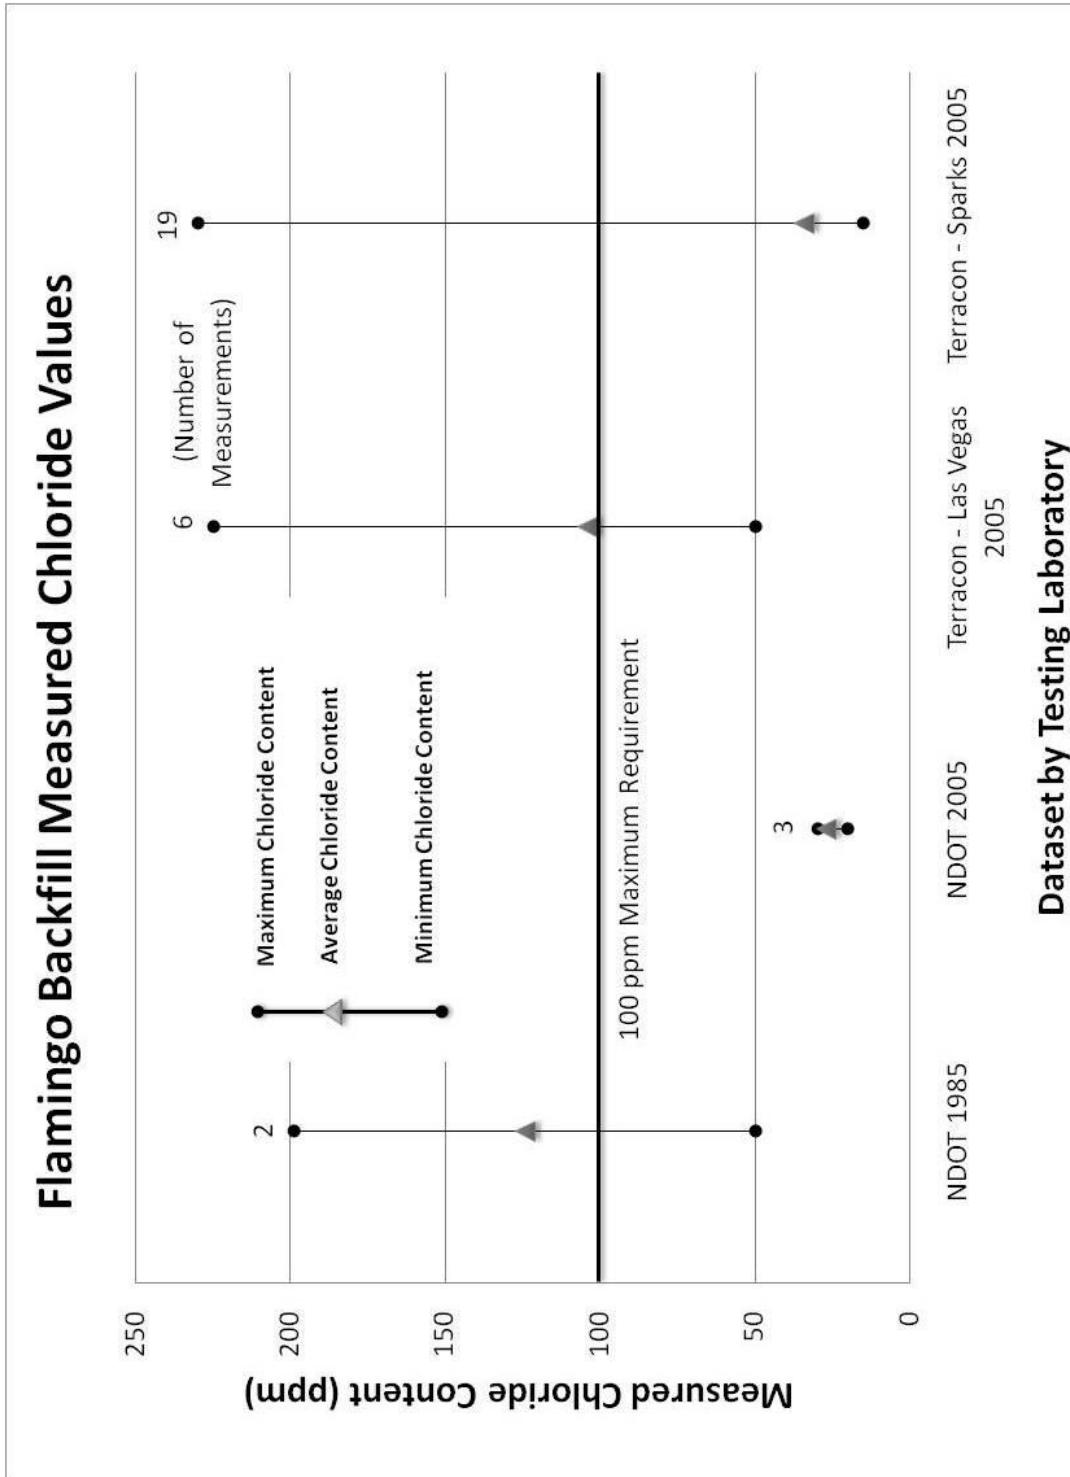 Flamingo Backfill Measured Chloride Values
Measured Chloride Content (ppm)
250
200
150
100
50
0
2
Maximum Chloride Content
Average Chloride Content
Minimum Chloride Content
100 ppm Maximum Requirement
3
6
(Number of
Measurements)
19
NDOT 1985
NDOT 2005
Terracon - Las Vegas
2005
Terracon - Sparks 2005
Dataset by Testing Laboratory